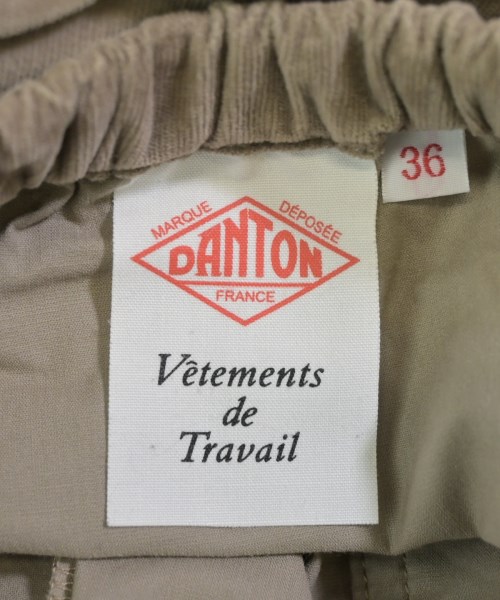 MARQUE DÉPOSÉE
DANTON
FRANCE
Vêtements
de
Travail
36